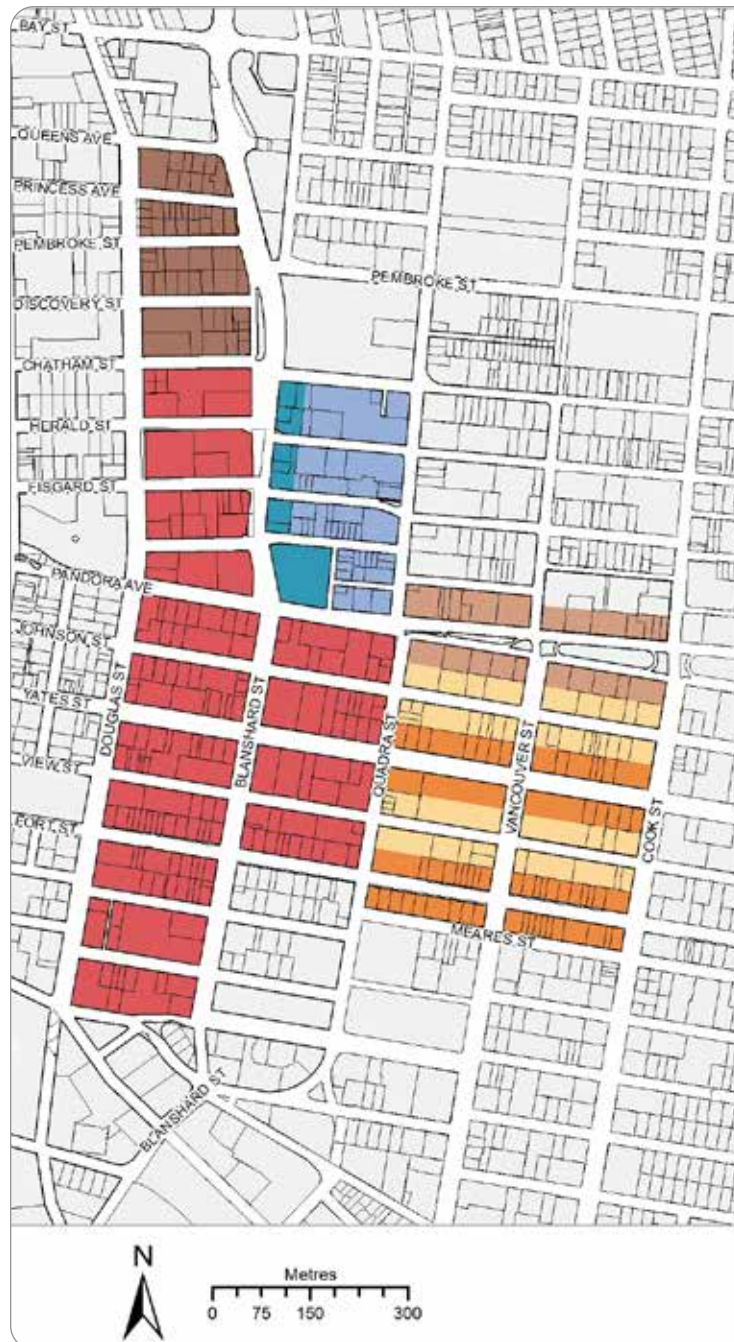 BAY ST
QUEENS AVE
PRINCESS AVE
PEMBROKE ST
PEMBROKE ST
DISCOVERY ST
CHATHAM ST
HERALD ST
FISGARD ST
PANDORA AVE
JOHNSON ST
YATES ST
VIEW ST
FORT ST
DOUGLAS ST
BLANSHARD ST
QUADRA ST
VANCOUVER ST
COOK ST
MEARES ST
BLANSHARD ST
N
Metres
0 75 150 300